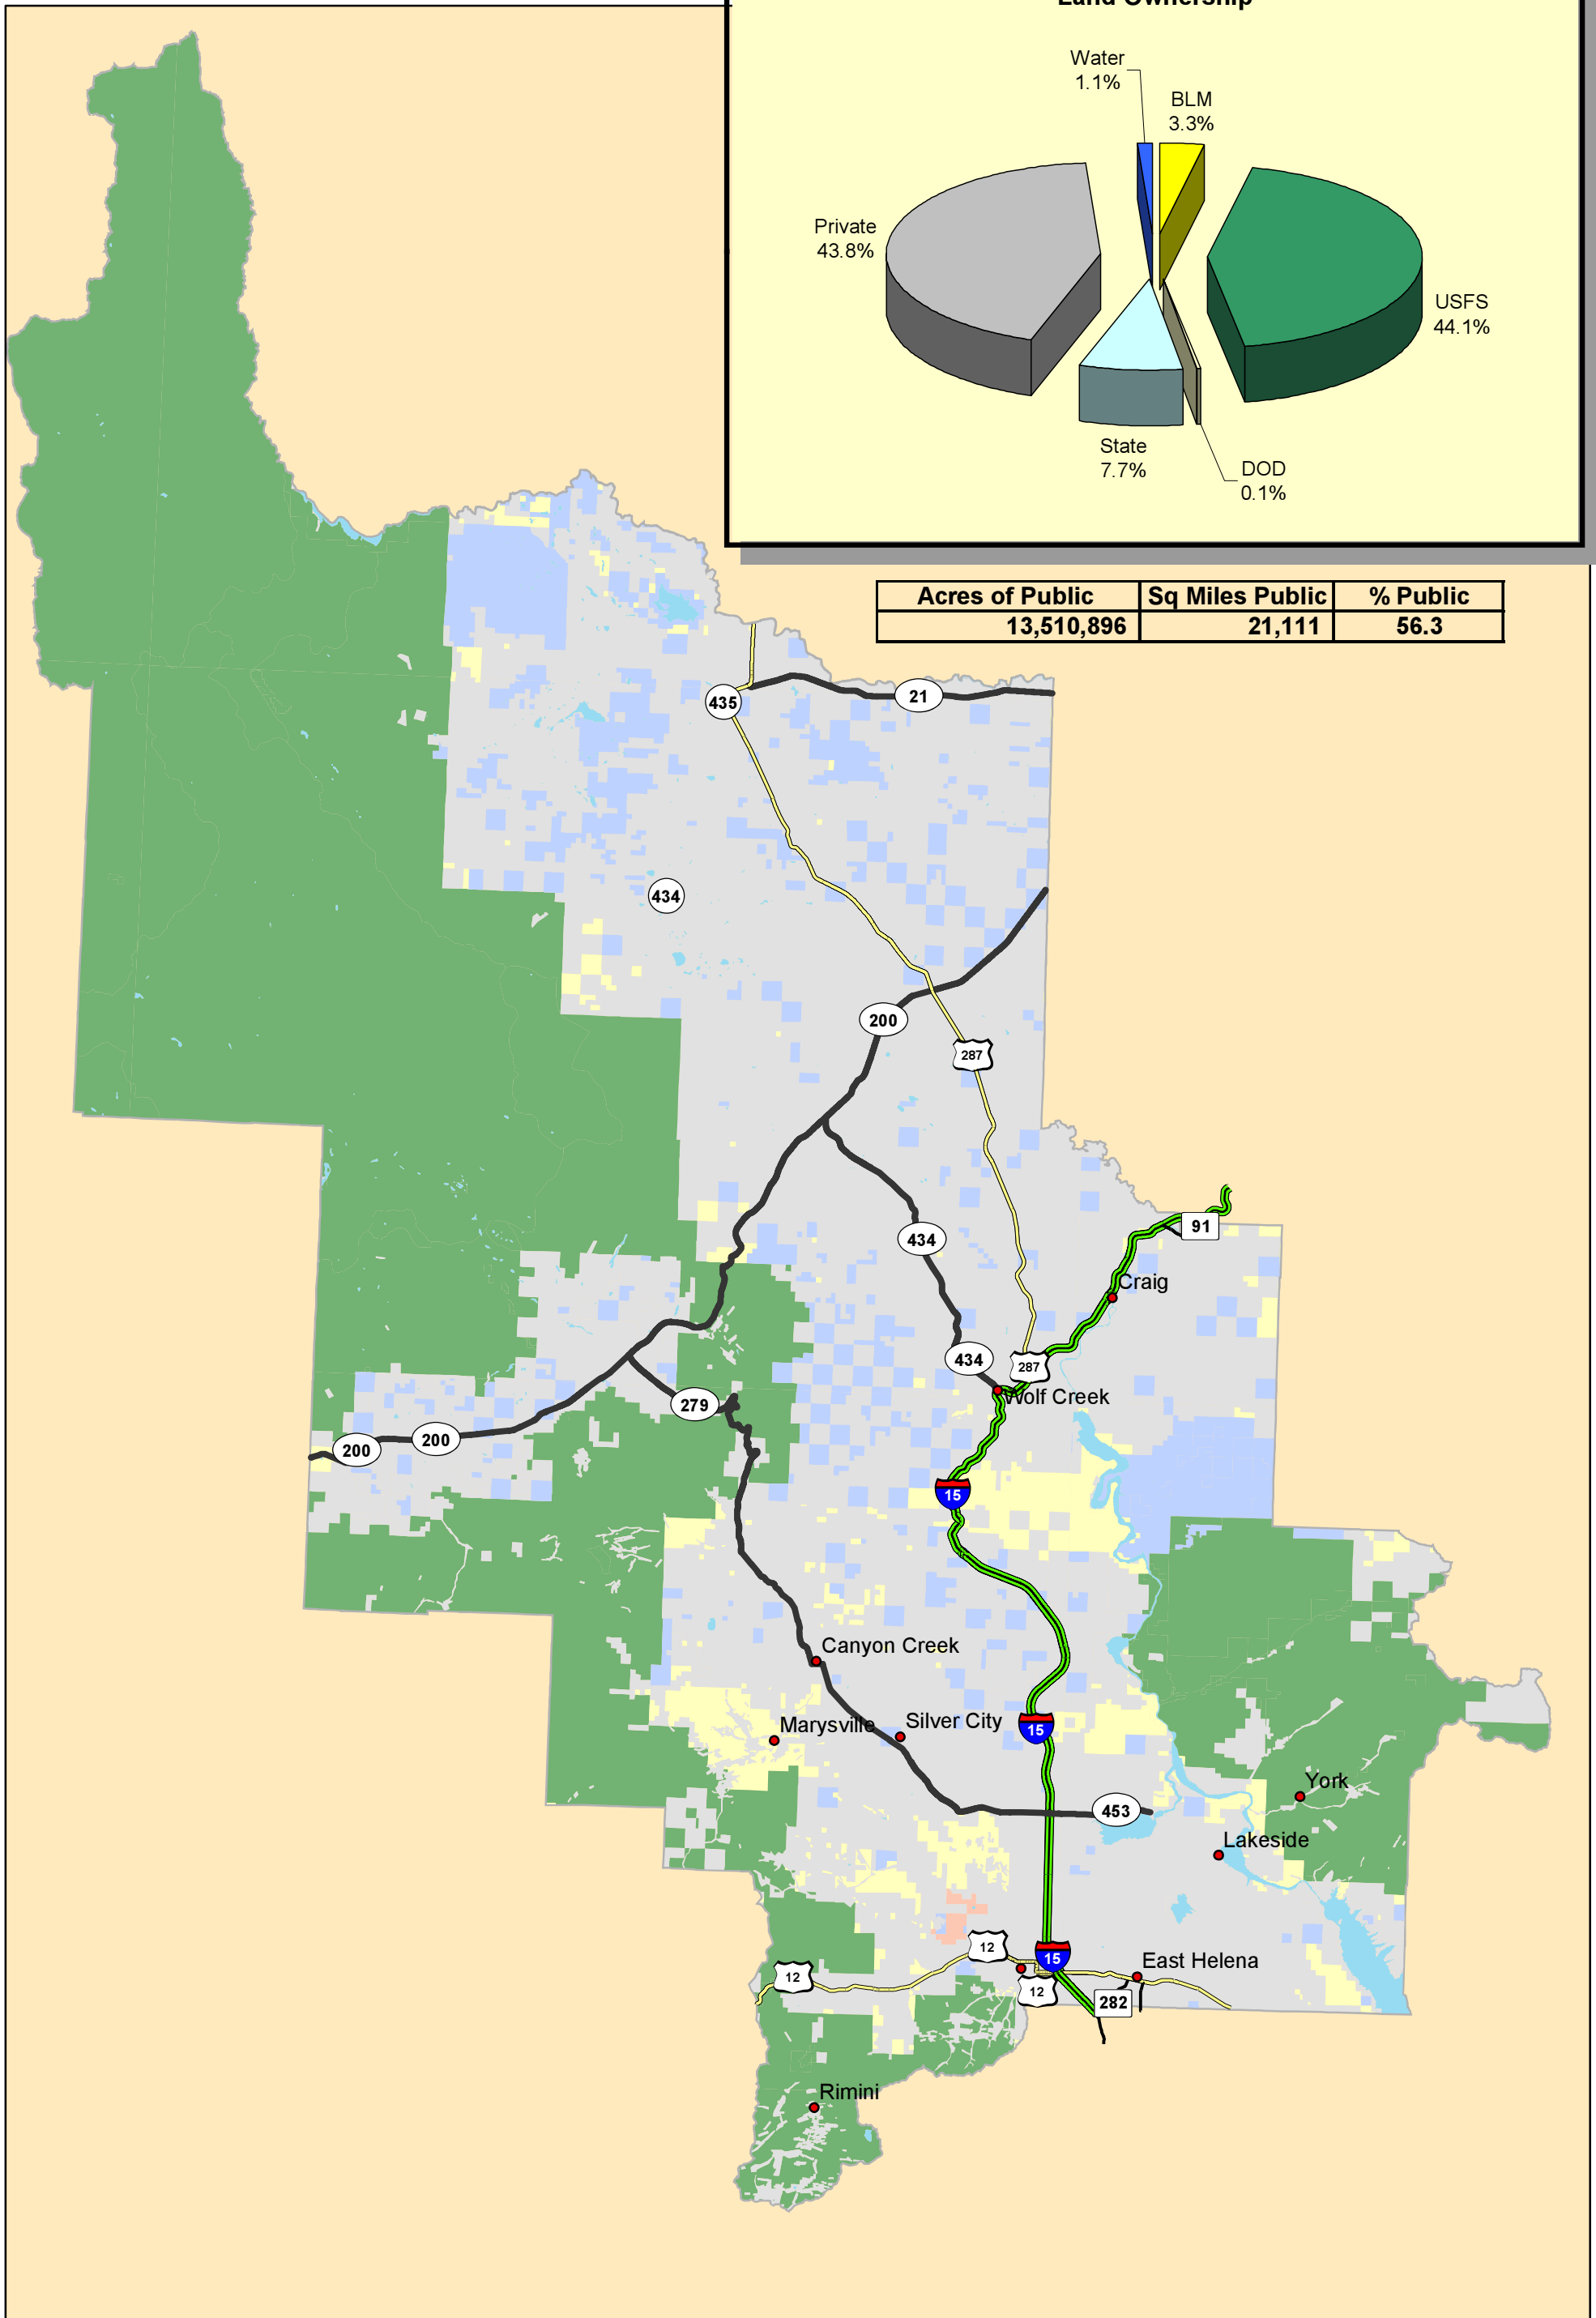 Land Ownership
Water
1.1%
BLM
3.3%
Private
43.8%
USFS
44.1%
State
7.7%
DOD
0.1%
Acres of Public Sq Miles Public % Public
13,510,896 21,111 56.3
435
21
434
200
287
91
434
Craig
434
287
Wolf Creek
279
200
200
15
Canyon Creek
Marysville
Silver City
15
York
453
Lakeside
12
15
East Helena
12
12
282
Rimini